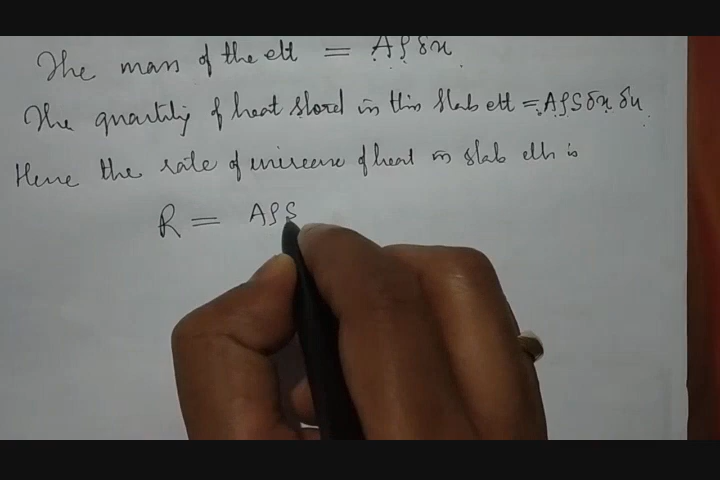 The mass of the elt = Aρδx
The quantity of heat stored in this slab elt = AρSδx δu
Hence the rate of increase of heat in slab elt is
R = AρS